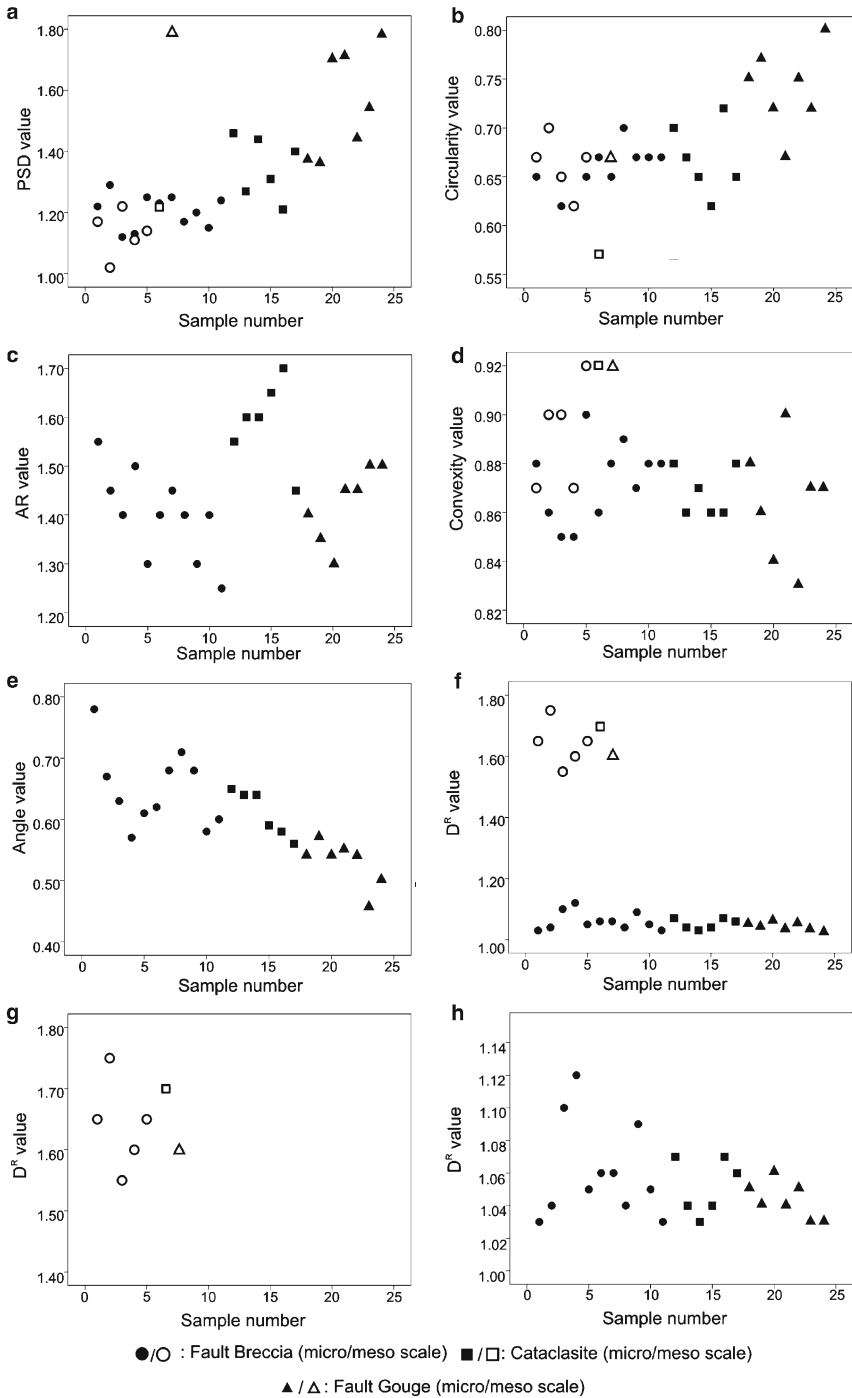 a
1.80
1.60
1.40
1.20
1.00
PSD value
0 5 10 15 20 25
Sample number
b
0.80
0.75
0.70
0.65
0.60
0.55
Circularity value
0 5 10 15 20 25
Sample number
c
1.70
1.60
1.50
1.40
1.30
1.20
AR value
0 5 10 15 20 25
Sample number
d
0.92
0.90
0.88
0.86
0.84
0.82
Convexity value
0 5 10 15 20 25
Sample number
e
0.80
0.70
0.60
0.50
0.40
Angle value
0 5 10 15 20 25
Sample number
f
1.80
1.60
1.40
1.20
1.00
Dᴿ value
0 5 10 15 20 25
Sample number
g
1.80
1.70
1.60
1.50
1.40
Dᴿ value
0 5 10 15 20 25
Sample number
h
1.14
1.12
1.10
1.08
1.06
1.04
1.02
1.00
Dᴿ value
0 5 10 15 20 25
Sample number
●/○ : Fault Breccia (micro/meso scale) ■/□: Cataclasite (micro/meso scale)
▲/△ : Fault Gouge (micro/meso scale)